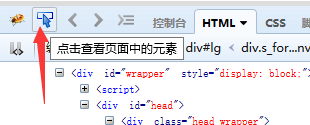 控制台 HTML CSS
div#lg < div.s_for...nv
点击查看页面中的元素
<div id="wrapper" style="display: block;">
<script>
<div id="head">
<div class="head_wrapper">